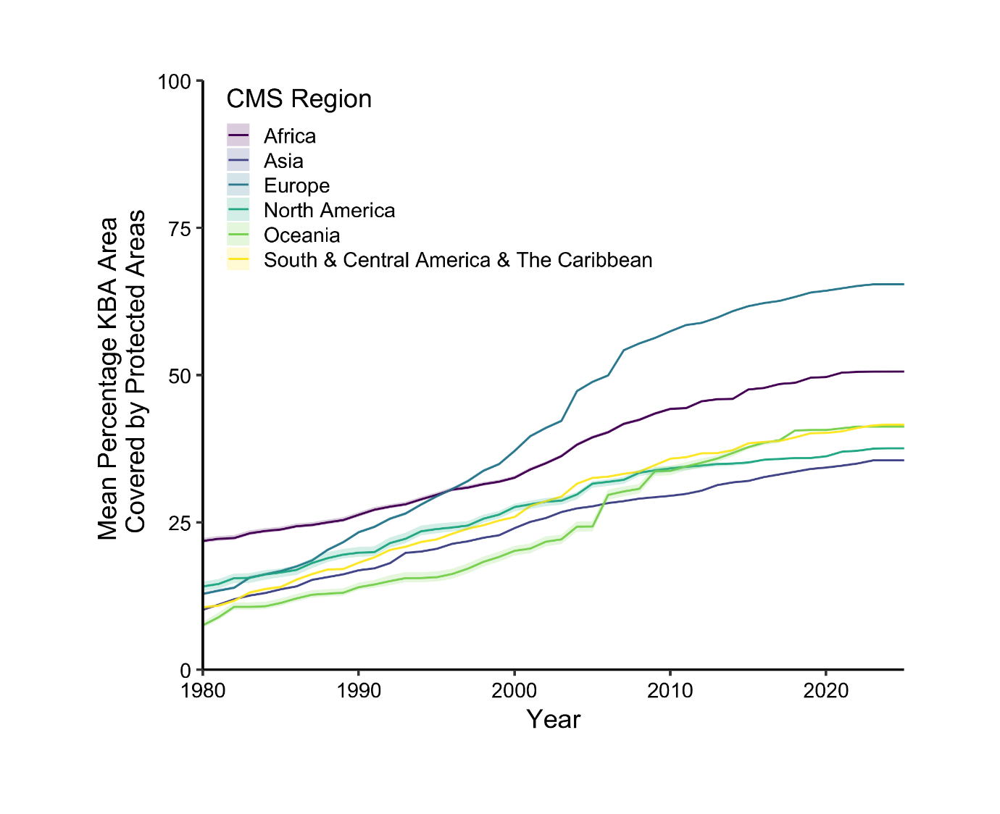 CMS Region
Africa
Asia
Europe
North America
Oceania
South & Central America & The Caribbean
Mean Percentage KBA Area
Covered by Protected Areas
100
75
50
25
0
1980
1990
2000
2010
2020
Year